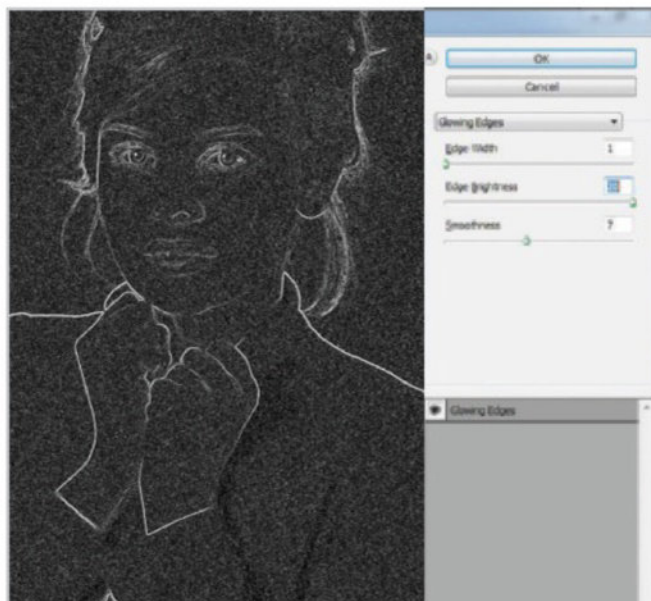 OK
Cancel
Glowing Edges
Edge Width 1
Edge Brightness
Smoothness 7
Glowing Edges